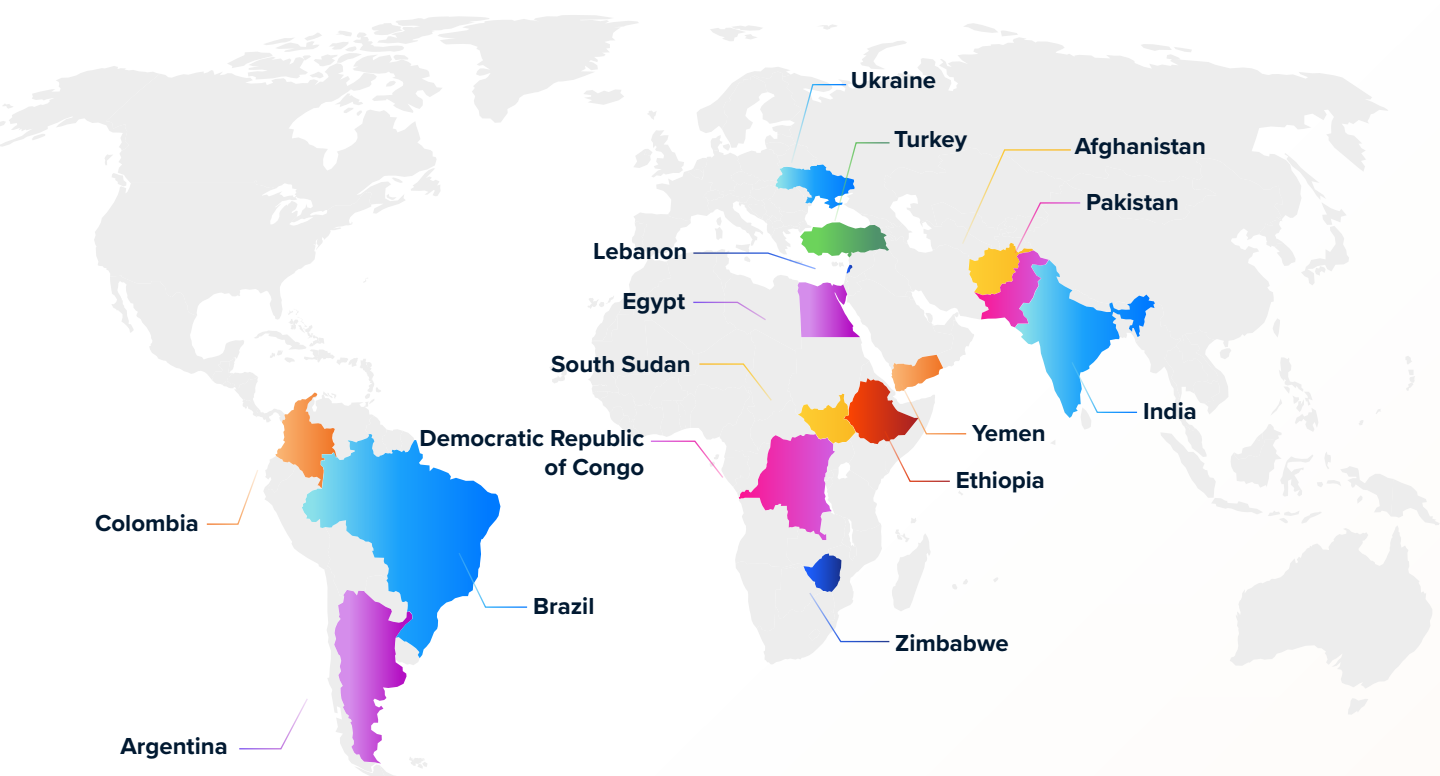 Ukraine
Turkey
Afghanistan
Pakistan
Lebanon
Egypt
South Sudan
India
Yemen
Democratic Republic
of Congo
Ethiopia
Colombia
Brazil
Zimbabwe
Argentina